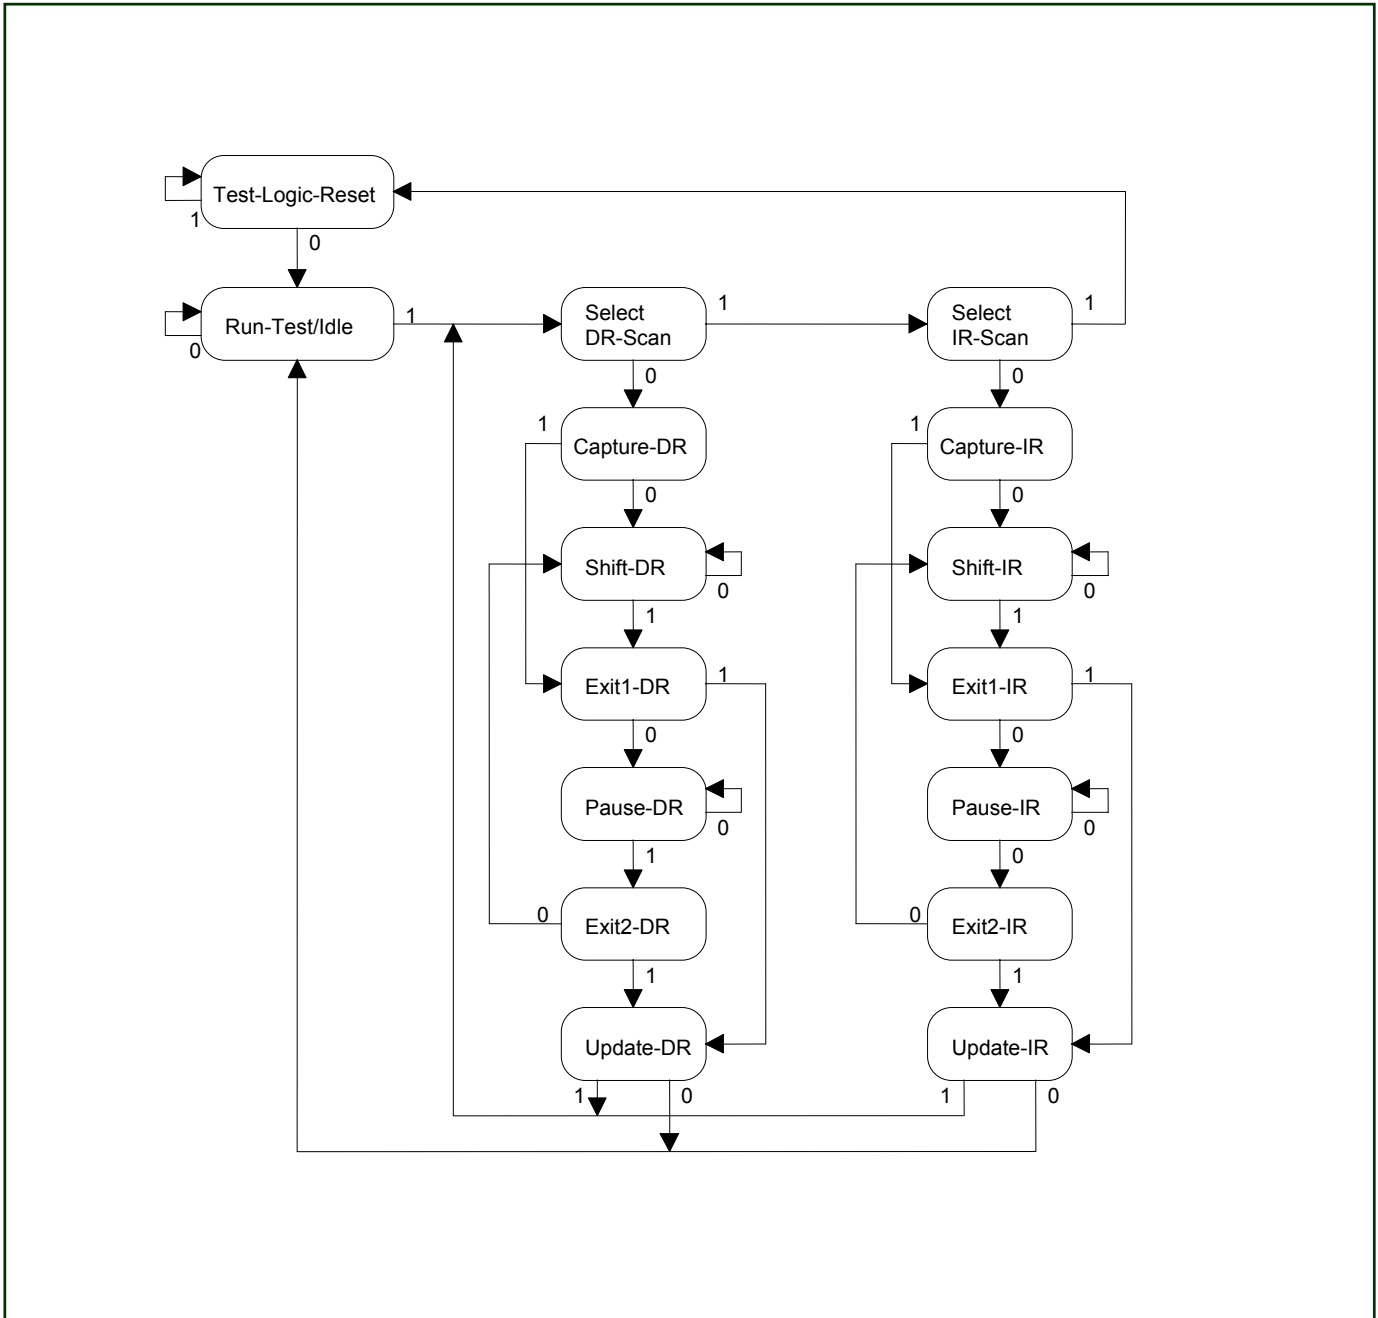 Test-Logic-Reset
1
0
Run-Test/Idle
0
1
Select
DR-Scan
1
Select
IR-Scan
1
0
0
1
Capture-DR
1
Capture-IR
0
0
Shift-DR
0
Shift-IR
0
1
1
Exit1-DR
1
Exit1-IR
1
0
0
Pause-DR
0
Pause-IR
0
1
0
0
Exit2-DR
0
Exit2-IR
1
1
Update-DR
Update-IR
1
0
1
0